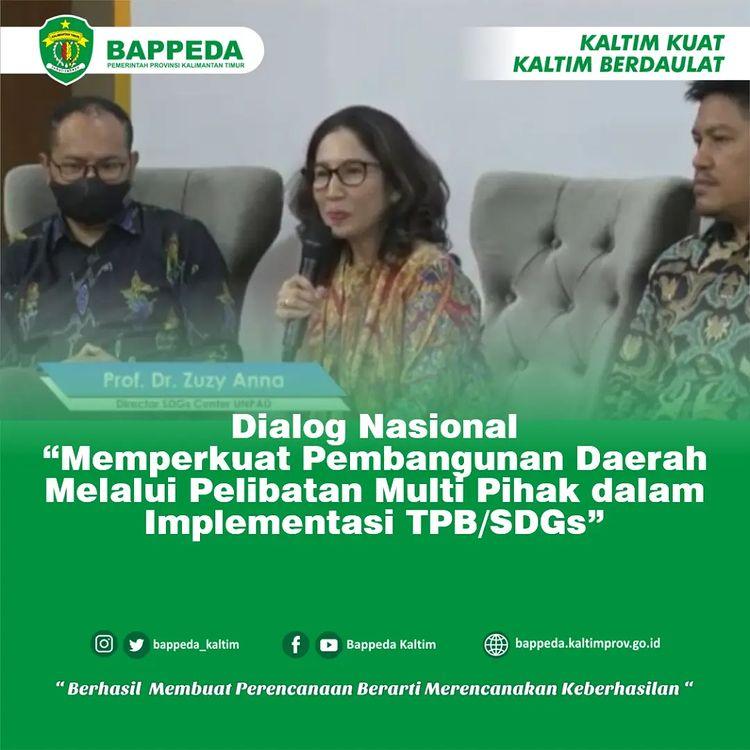 BAPPEDA
PEMERINTAH PROVINSI KALIMANTAN TIMUR
KALTIM KUAT
KALTIM BERDAULAT
Prof. Dr. Zuzy Anna
Director SDGs Center UNPAD
Dialog Nasional
“Memperkuat Pembangunan Daerah
Melalui Pelibatan Multi Pihak dalam
Implementasi TPB/SDGs”
bappeda_kaltim
Bappeda Kaltim
bappeda.kaltimprov.go.id
“ Berhasil Membuat Perencanaan Berarti Merencanakan Keberhasilan “